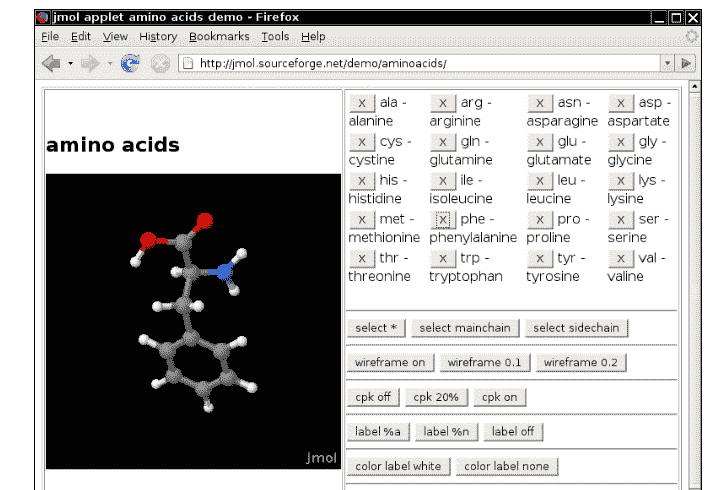 jmol applet amino acids demo - Firefox
File Edit View History Bookmarks Tools Help
http://jmol.sourceforge.net/demo/aminoacids/
amino acids
Jmol
x ala - alanine x arg - arginine x asn - asparagine x asp - aspartate
x cys - cystine x gln - glutamine x glu - glutamate x gly - glycine
x his - histidine x ile - isoleucine x leu - leucine x lys - lysine
x met - methionine x phe - phenylalanine x pro - proline x ser - serine
x thr - threonine x trp - tryptophan x tyr - tyrosine x val - valine
select * select mainchain select sidechain
wireframe on wireframe 0.1 wireframe 0.2
cpk off cpk 20% cpk on
label %a label %n label off
color label white color label none